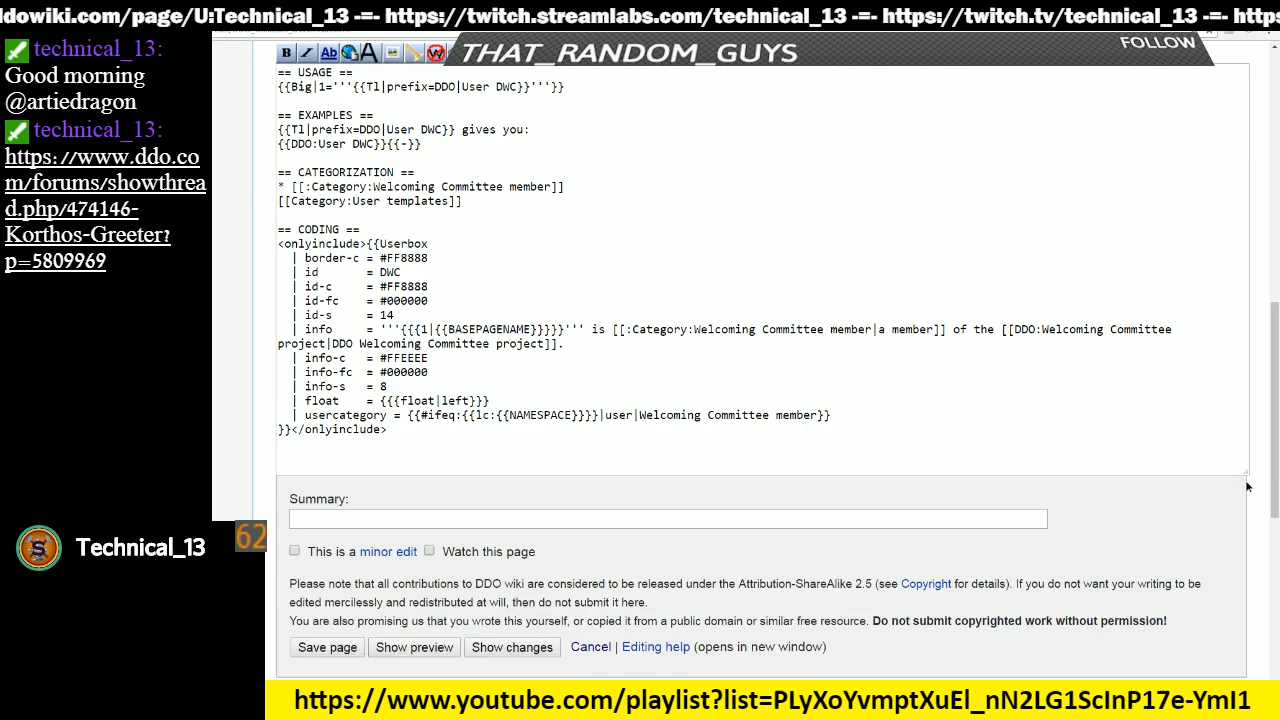 ldowiki.com/page/U:Technical_13 -=- https://twitch.streamlabs.com/technical_13 -=- https://twitch.tv/technical_13 -=- https
technical_13:
Good morning
@artiedragon
technical_13:
https://www.ddo.co
m/forums/showthrea
d.php/474146-
Korthos-Greeter?
p=5809969
THAT_RANDOM_GUYS
FOLLOW
B I Ab A W
== USAGE ==
{{Big|1='''{{Tl|prefix=DDO|User DWC}}'''}}
== EXAMPLES ==
{{Tl|prefix=DDO|User DWC}} gives you:
{{DDO:User DWC}}{{-}}
== CATEGORIZATION ==
* [[:Category:Welcoming Committee member]]
[[Category:User templates]]
== CODING ==
<onlyinclude>{{Userbox
| border-c = #FF8888
| id = DWC
| id-c = #FF8888
| id-fc = #000000
| id-s = 14
| info = '''{{{1|{{BASEPAGENAME}}}}}''' is [[:Category:Welcoming Committee member|a member]] of the [[DDO:Welcoming Committee
project|DDO Welcoming Committee project]].
| info-c = #FFEEEE
| info-fc = #000000
| info-s = 8
| float = {{{float|left}}}
| usercategory = {{#ifeq:{{lc:{{NAMESPACE}}}}|user|Welcoming Committee member}}
}}</onlyinclude>
Summary:
This is a minor edit Watch this page
Please note that all contributions to DDO wiki are considered to be released under the Attribution-ShareAlike 2.5 (see Copyright for details). If you do not want your writing to be
edited mercilessly and redistributed at will, then do not submit it here.
You are also promising us that you wrote this yourself, or copied it from a public domain or similar free resource. Do not submit copyrighted work without permission!
Save page Show preview Show changes Cancel | Editing help (opens in new window)
S Technical_13 62
https://www.youtube.com/playlist?list=PLyXoYvmptXuEl_nN2LG1ScInP17e-YmI1